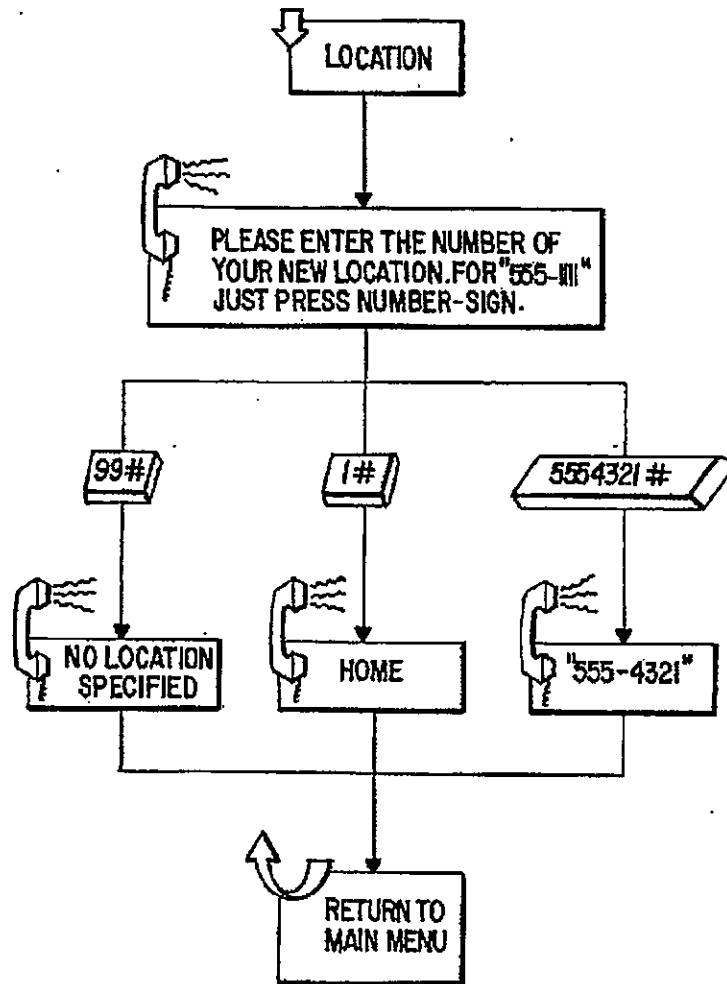 LOCATION
PLEASE ENTER THE NUMBER OF
YOUR NEW LOCATION.FOR "555-1111"
JUST PRESS NUMBER-SIGN.
99#
1#
5554321#
NO LOCATION
SPECIFIED
HOME
"555-4321"
RETURN TO
MAIN MENU